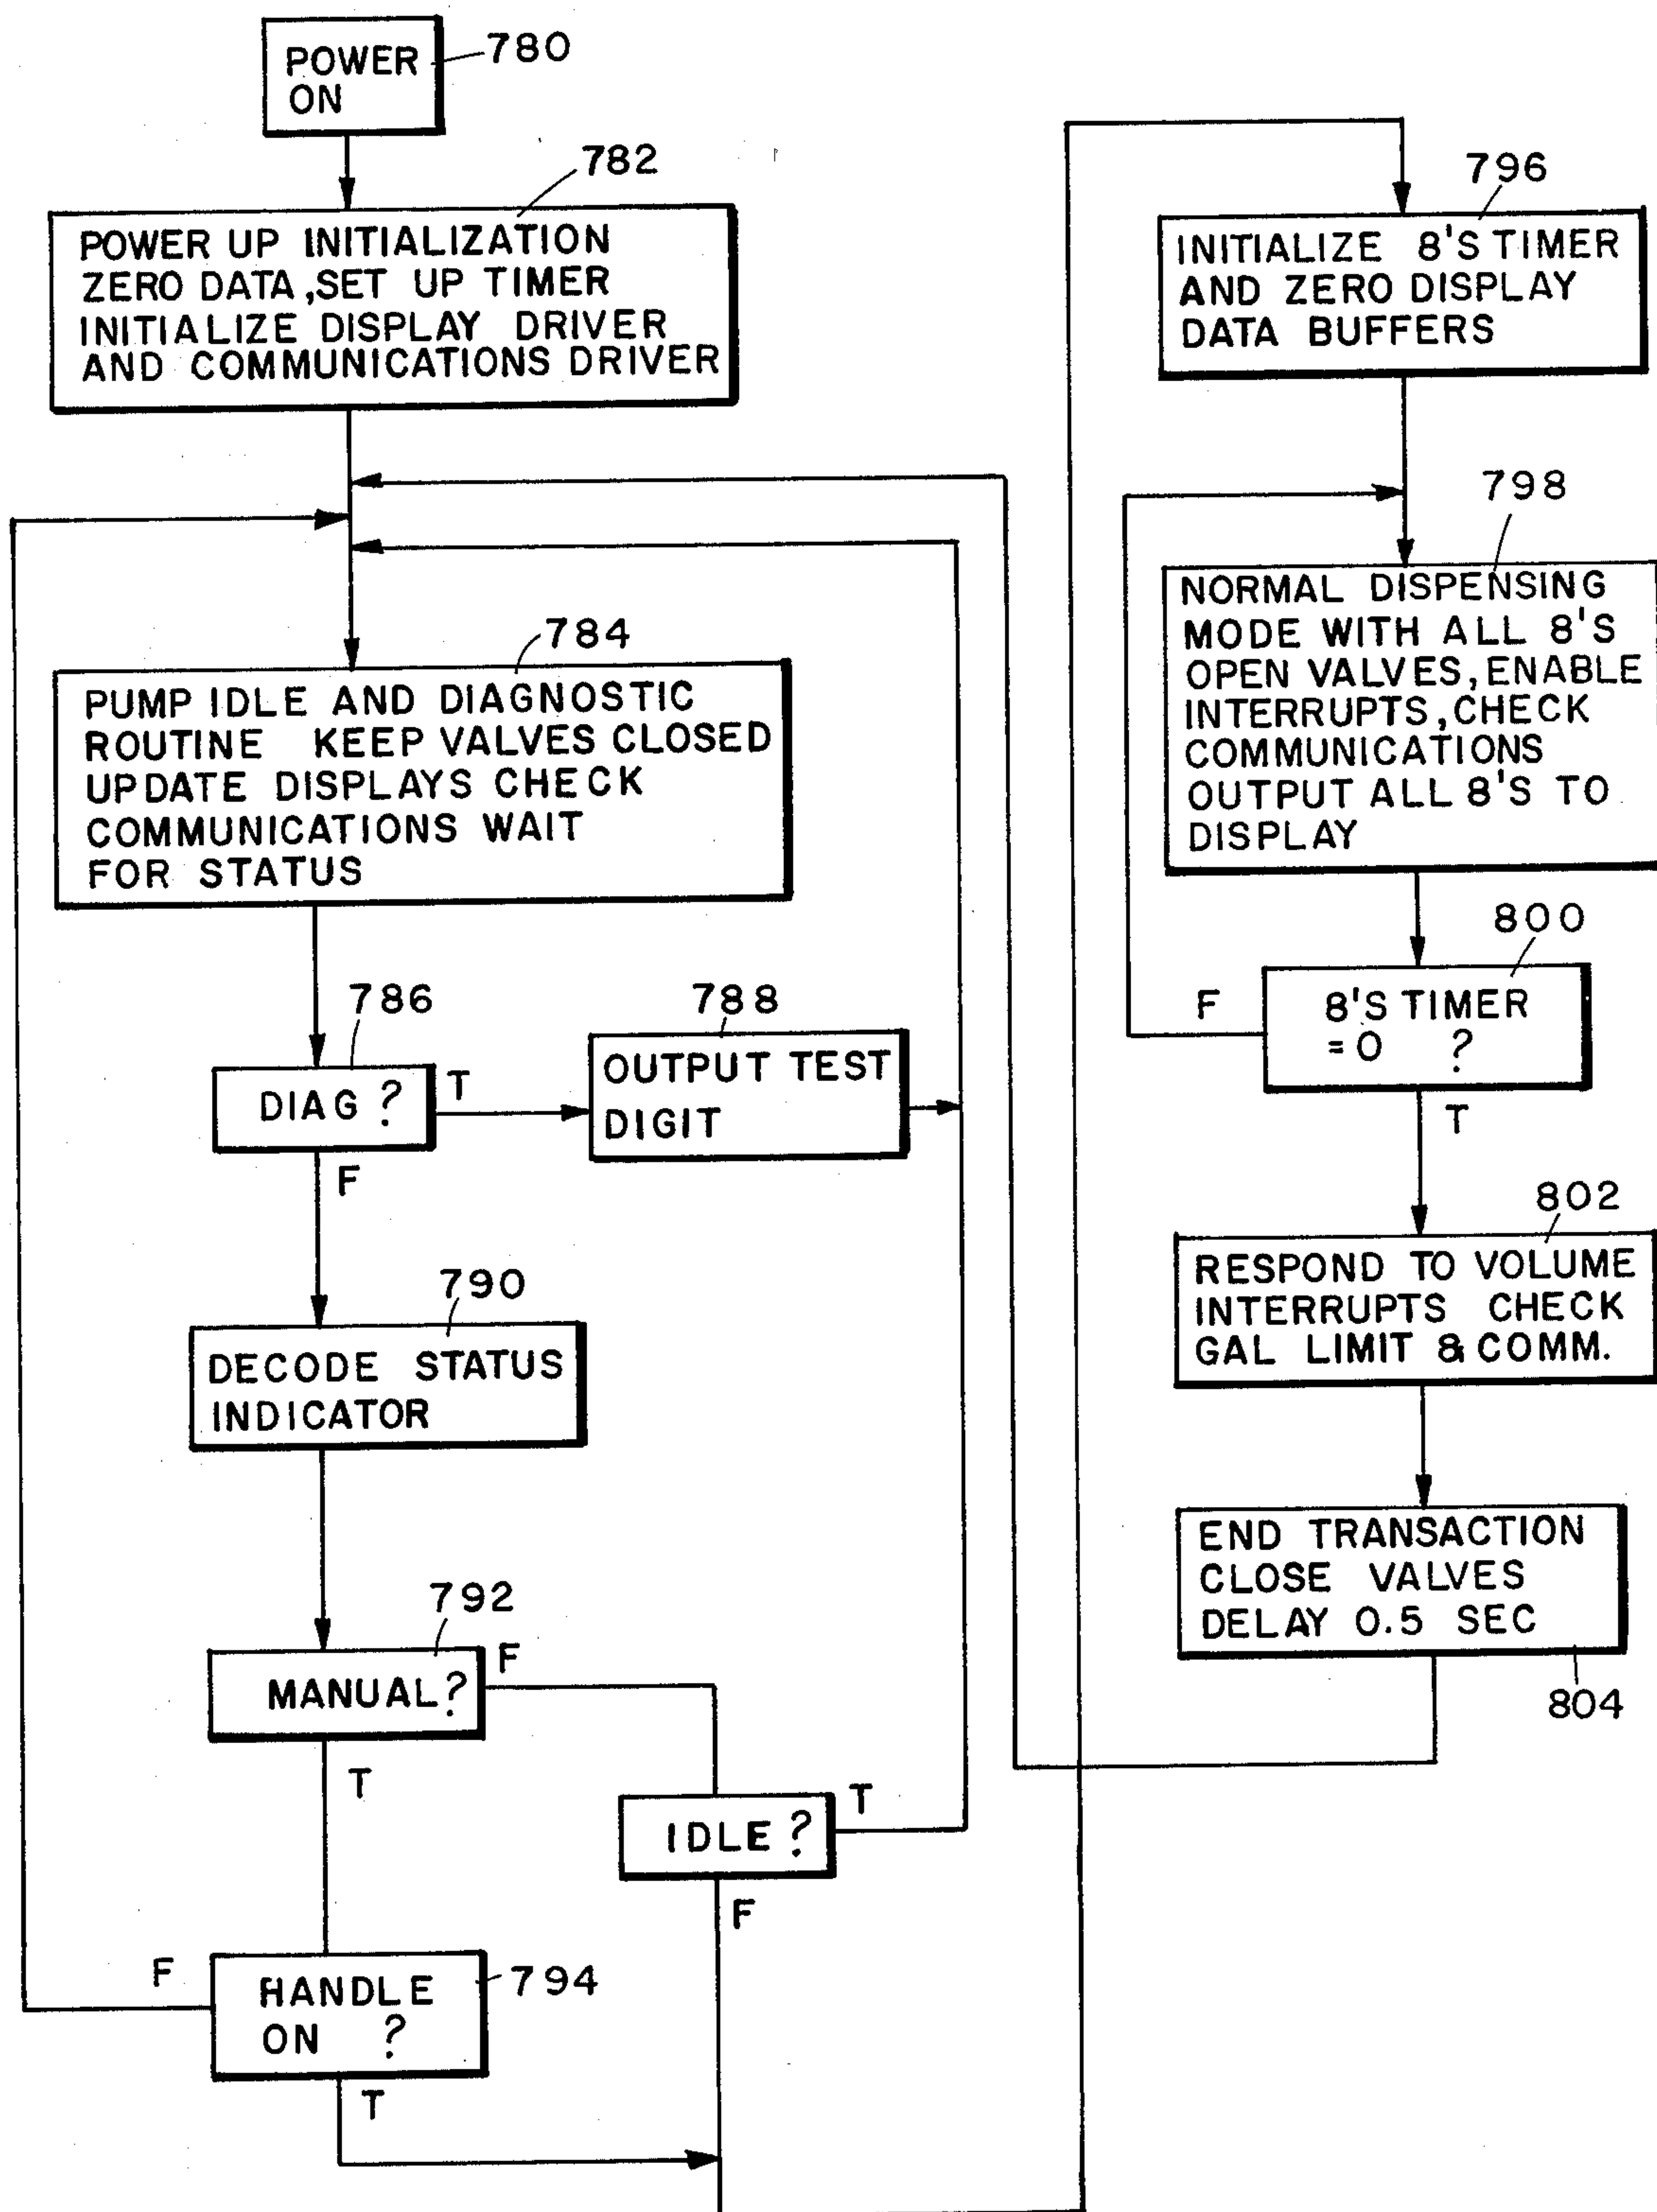 780
POWER
ON
782
POWER UP INITIALIZATION
ZERO DATA, SET UP TIMER
INITIALIZE DISPLAY DRIVER
AND COMMUNICATIONS DRIVER
784
PUMP IDLE AND DIAGNOSTIC
ROUTINE KEEP VALVES CLOSED
UPDATE DISPLAYS CHECK
COMMUNICATIONS WAIT
FOR STATUS
786
DIAG ?
T
F
788
OUTPUT TEST
DIGIT
790
DECODE STATUS
INDICATOR
792
MANUAL ?
F
T
IDLE ?
T
F
794
HANDLE
ON ?
F
T
796
INITIALIZE 8'S TIMER
AND ZERO DISPLAY
DATA BUFFERS
798
NORMAL DISPENSING
MODE WITH ALL 8'S
OPEN VALVES, ENABLE
INTERRUPTS, CHECK
COMMUNICATIONS
OUTPUT ALL 8'S TO
DISPLAY
800
8'S TIMER
= 0 ?
F
T
802
RESPOND TO VOLUME
INTERRUPTS CHECK
GAL LIMIT & COMM.
END TRANSACTION
CLOSE VALVES
DELAY 0.5 SEC
804